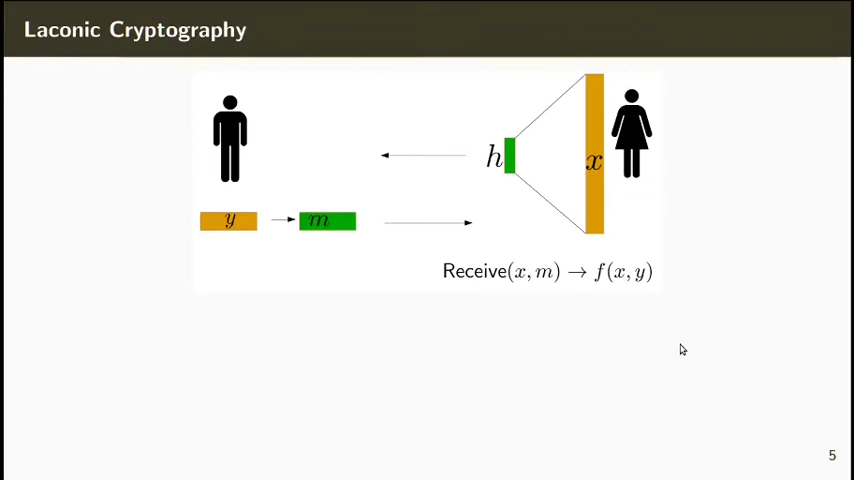 Laconic Cryptography
h
x
y
m
Receive(x, m) → f(x, y)
5